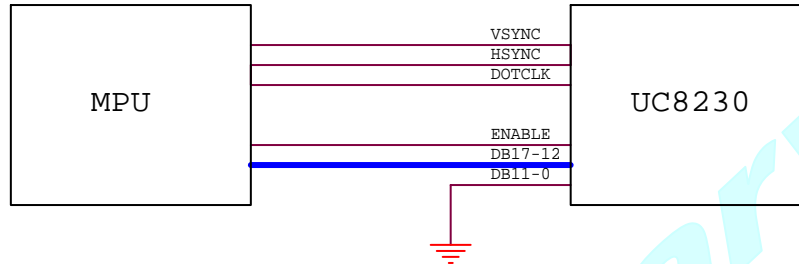 VSYNC
HSYNC
DOTCLK
MPU
UC8230
ENABLE
DB17-12
DB11-0